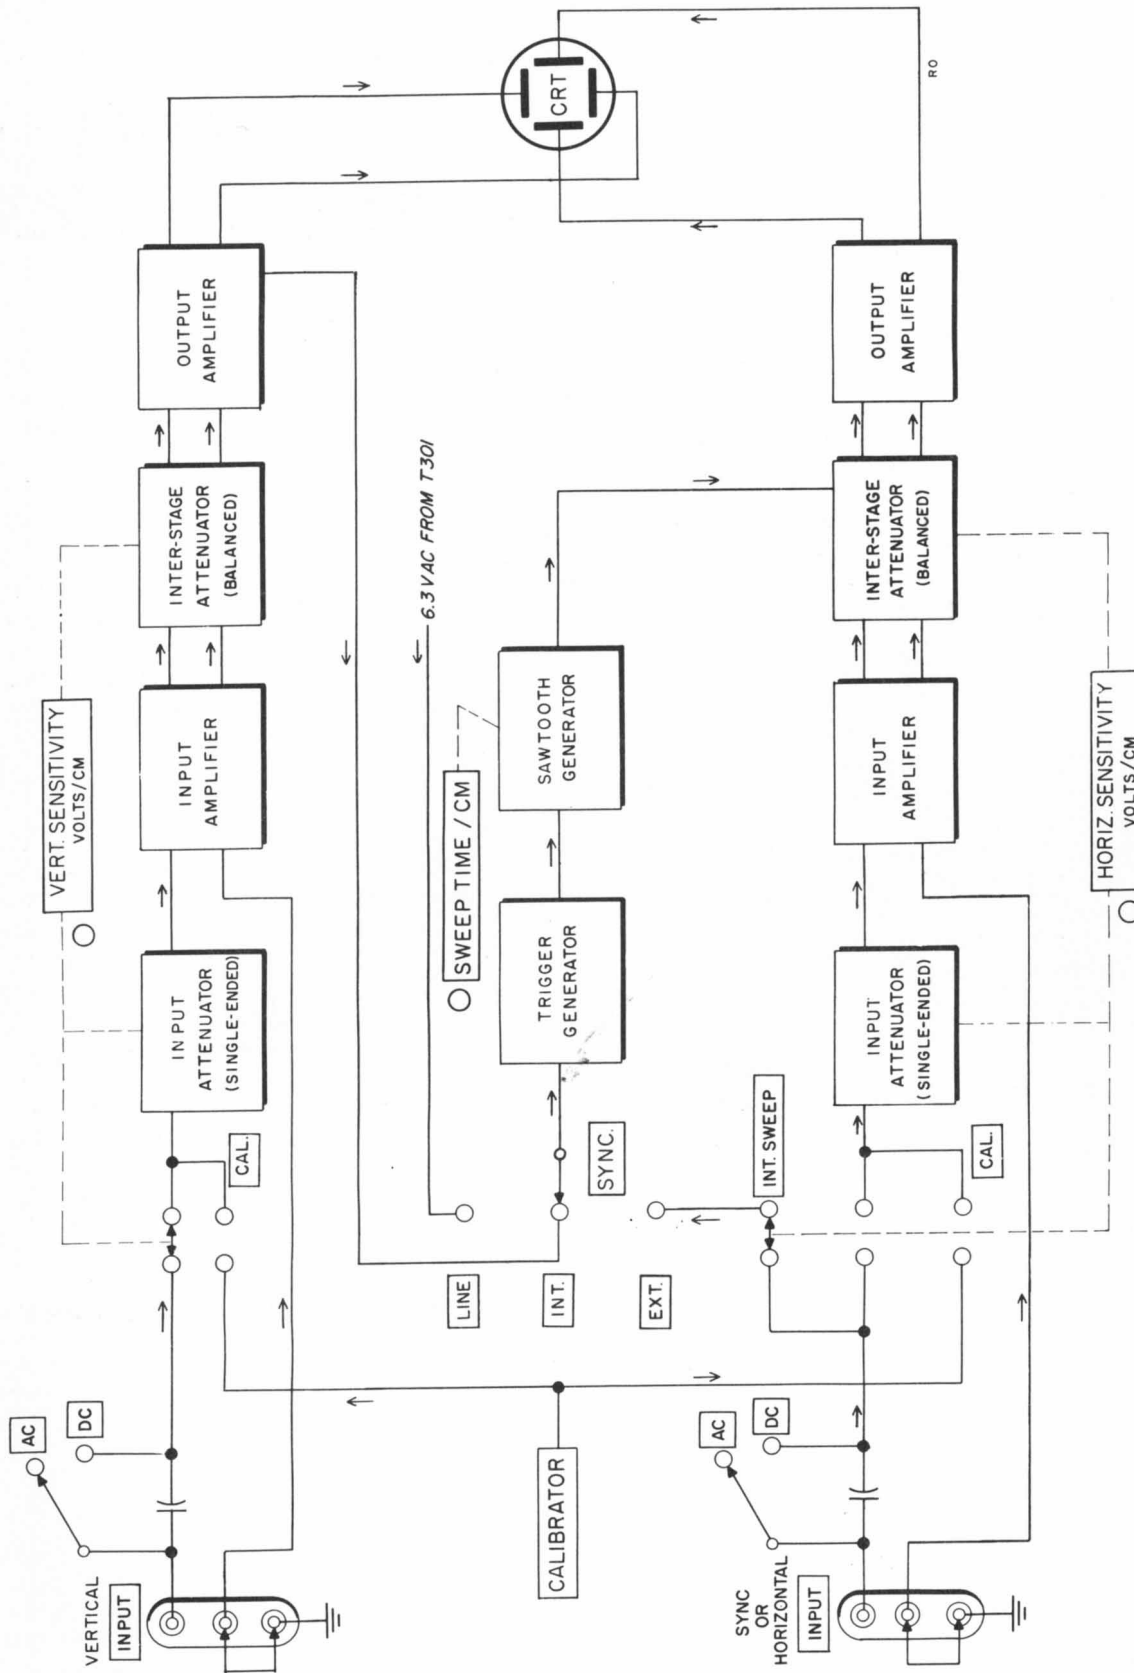 VERTICAL
INPUT
AC
DC
CAL.
INPUT
ATTENUATOR
(SINGLE-ENDED)
VERT. SENSITIVITY
VOLTS/CM
INPUT
AMPLIFIER
INTER-STAGE
ATTENUATOR
(BALANCED)
OUTPUT
AMPLIFIER
CRT
CALIBRATOR
LINE
INT.
EXT.
SYNC.
6.3 VAC FROM T301
TRIGGER
GENERATOR
SWEEP TIME / CM
SAWTOOTH
GENERATOR
INT. SWEEP
SYNC
OR
HORIZONTAL
INPUT
AC
DC
CAL.
INPUT
ATTENUATOR
(SINGLE-ENDED)
INPUT
AMPLIFIER
HORIZ. SENSITIVITY
VOLTS/CM
INTER-STAGE
ATTENUATOR
(BALANCED)
OUTPUT
AMPLIFIER
RO